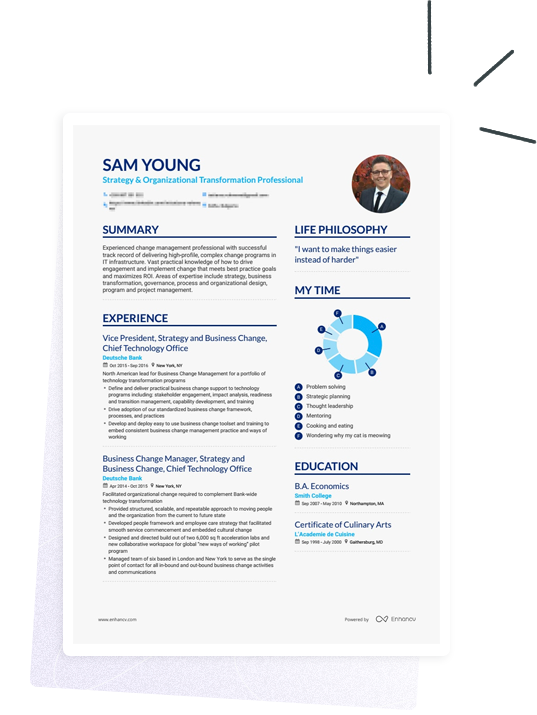 SAM YOUNG
Strategy & Organizational Transformation Professional
SUMMARY
Experienced change management professional with successful
track record of delivering high-profile, complex change programs in
IT infrastructure. Vast practical knowledge of how to drive
engagement and implement change that meets best practice goals
and maximizes ROI. Areas of expertise include strategy, business
transformation, governance, process and organizational design,
program and project management.
EXPERIENCE
Vice President, Strategy and Business Change,
Chief Technology Office
Deutsche Bank
Oct 2015 - Sep 2016 New York, NY
North American lead for Business Change Management for a portfolio of
technology transformation programs
• Define and deliver practical business change support to technology
programs including: stakeholder engagement, impact analysis, readiness
and transition management, capability development, and training
• Drive adoption of our standardized business change framework,
processes, and practices
• Develop and deploy easy to use business change toolset and training to
embed consistent business change management practice and ways of
working
Business Change Manager, Strategy and
Business Change, Chief Technology Office
Deutsche Bank
Apr 2014 - Oct 2015 New York, NY
Facilitated organizational change required to complement Bank-wide
technology transformation
• Provided structured, scalable, and repeatable approach to moving people
and the organization from the current to future state
• Developed people framework and employee care strategy that facilitated
smooth service commencement and embedded cultural change
• Designed and directed build out of two 6,000 sq ft acceleration labs and
new collaborative workspace for global "new ways of working" pilot
program
• Managed team of six based in London and New York to serve as the single
point of contact for all in-bound and out-bound business change activities
and communications
LIFE PHILOSOPHY
"I want to make things easier
instead of harder"
MY TIME
F
E
A
D
C
B
A Problem solving
B Strategic planning
C Thought leadership
D Mentoring
E Cooking and eating
F Wondering why my cat is meowing
EDUCATION
B.A. Economics
Smith College
Sep 2007 - May 2010 Northampton, MA
Certificate of Culinary Arts
L'Academie de Cuisine
Sep 1998 - July 2000 Gaithersburg, MD
www.enhancv.com
Powered by Enhancv